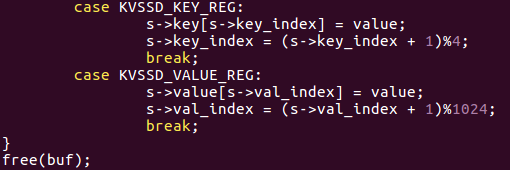 case KVSSD_KEY_REG:
s->key[s->key_index] = value;
s->key_index = (s->key_index + 1)%4;
break;
case KVSSD_VALUE_REG:
s->value[s->val_index] = value;
s->val_index = (s->val_index + 1)%1024;
break;
}
free(buf);